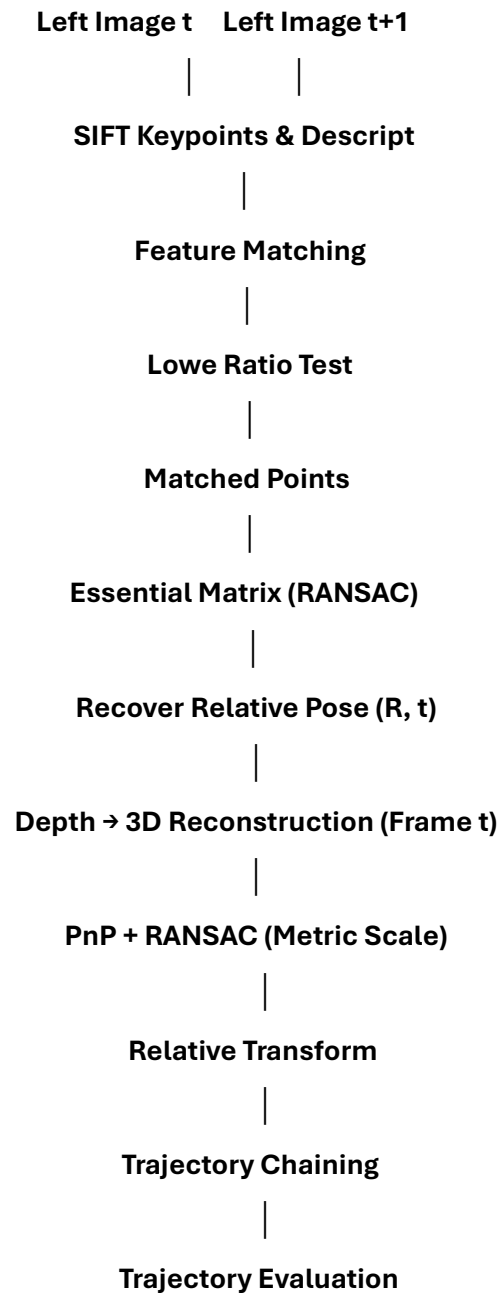 Left Image t Left Image t+1
SIFT Keypoints & Descript
Feature Matching
Lowe Ratio Test
Matched Points
Essential Matrix (RANSAC)
Recover Relative Pose (R, t)
Depth → 3D Reconstruction (Frame t)
PnP + RANSAC (Metric Scale)
Relative Transform
Trajectory Chaining
Trajectory Evaluation